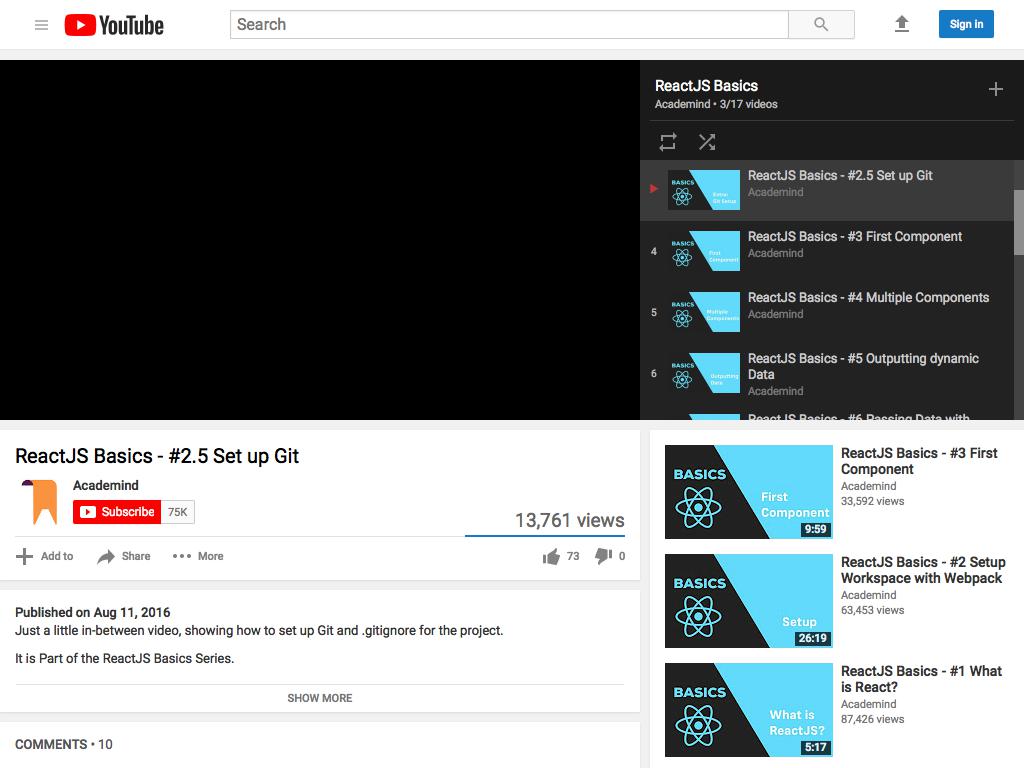 YouTube
Search
Sign in
ReactJS Basics
Academind • 3/17 videos
BASICS
Extra:
Git Setup
ReactJS Basics - #2.5 Set up Git
Academind
4
BASICS
First
Component
ReactJS Basics - #3 First Component
Academind
5
BASICS
Multiple
Components
ReactJS Basics - #4 Multiple Components
Academind
6
BASICS
Outputting
Data
ReactJS Basics - #5 Outputting dynamic
Data
Academind
ReactJS Basics - #6 Passing Data with
ReactJS Basics - #2.5 Set up Git
Academind
Subscribe 75K
13,761 views
Add to Share More 73 0
Published on Aug 11, 2016
Just a little in-between video, showing how to set up Git and .gitignore for the project.
It is Part of the ReactJS Basics Series.
SHOW MORE
COMMENTS • 10
BASICS
First
Component
9:59
ReactJS Basics - #3 First
Component
Academind
33,592 views
BASICS
Setup
26:19
ReactJS Basics - #2 Setup
Workspace with Webpack
Academind
63,453 views
BASICS
What is
ReactJS?
5:17
ReactJS Basics - #1 What
is React?
Academind
87,426 views